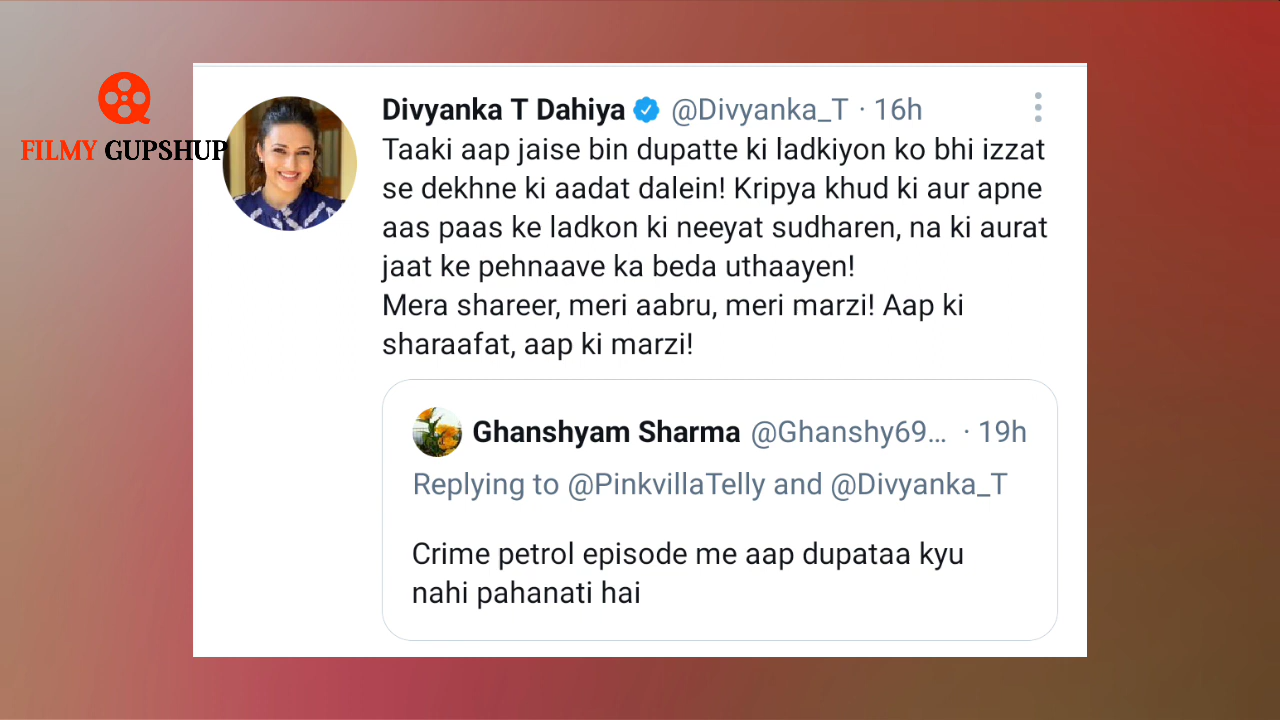 FILMY GUPSHUP
Divyanka T Dahiya @Divyanka_T · 16h
Taaki aap jaise bin dupatte ki ladkiyon ko bhi izzat
se dekhne ki aadat dalein! Kripya khud ki aur apne
aas paas ke ladkon ki neeyat sudharen, na ki aurat
jaat ke pehnaave ka beda uthaayen!
Mera shareer, meri aabru, meri marzi! Aap ki
sharaafat, aap ki marzi!
Ghanshyam Sharma @Ghanshy69... · 19h
Replying to @PinkvillaTelly and @Divyanka_T
Crime petrol episode me aap dupataa kyu
nahi pahanati hai